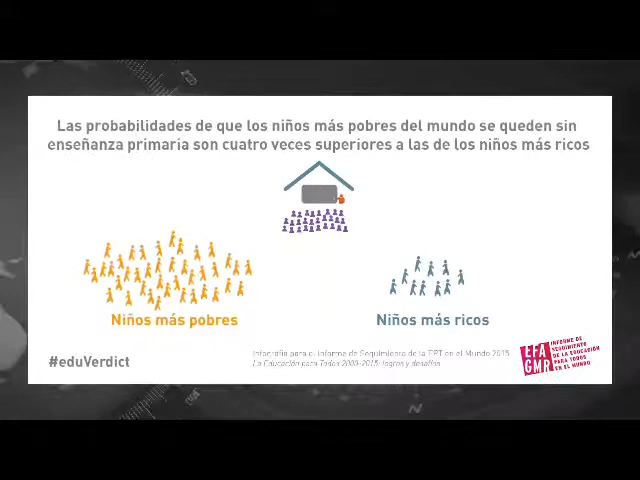 Las probabilidades de que los niños más pobres del mundo se queden sin
enseñanza primaria son cuatro veces superiores a las de los niños más ricos
Niños más pobres
Niños más ricos
#eduVerdict
Infografía para el Informe de Seguimiento de la EPT en el Mundo 2015
La Educación para Todos 2000-2015: logros y desafíos
EFA
GMR
INFORME DE
SEGUIMIENTO
DE LA EDUCACIÓN
PARA TODOS
EN EL MUNDO
N